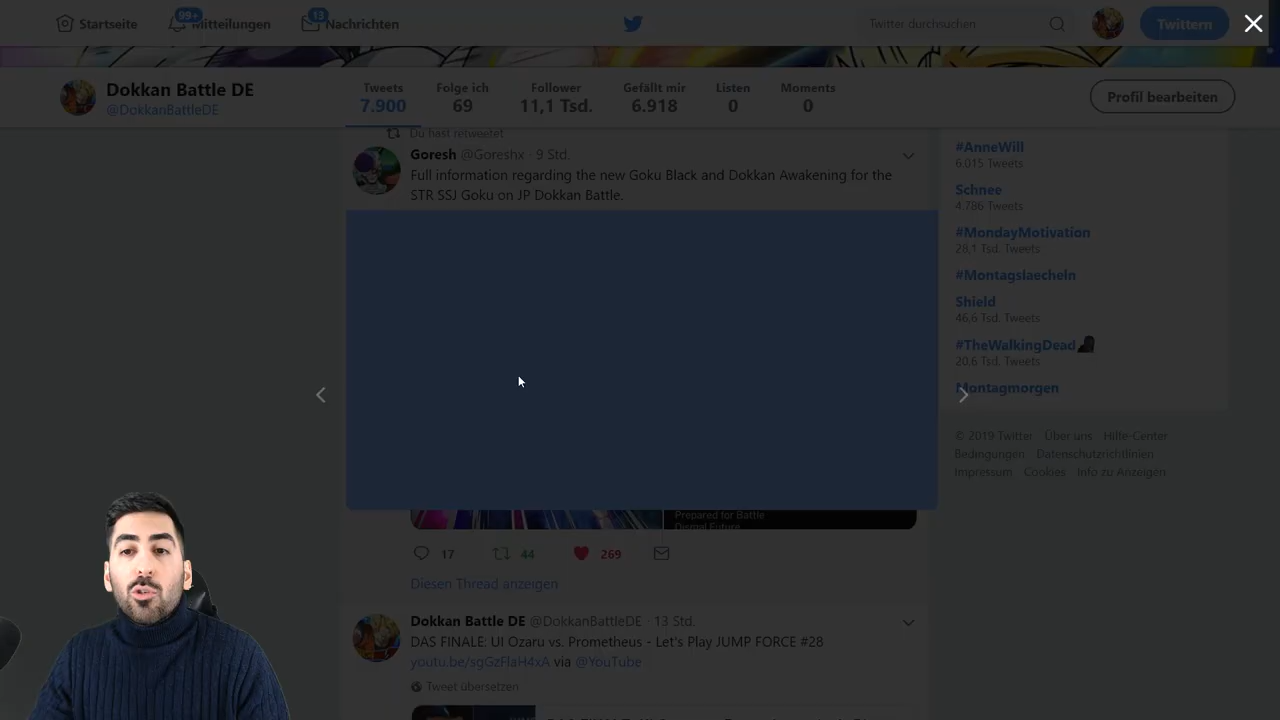 Startseite
99+
Mitteilungen
13
Nachrichten
Twitter durchsuchen
Twittern
Dokkan Battle DE
@DokkanBattleDE
Tweets
7.900
Folge ich
69
Follower
11,1 Tsd.
Gefällt mir
6.918
Listen
0
Moments
0
Profil bearbeiten
Du hast retweetet
Goresh @Goreshx · 9 Std.
Full information regarding the new Goku Black and Dokkan Awakening for the
STR SSJ Goku on JP Dokkan Battle.
Prepared for Battle
Dismal Future
17
44
269
Diesen Thread anzeigen
Dokkan Battle DE @DokkanBattleDE · 13 Std.
DAS FINALE: UI Ozaru vs. Prometheus - Let's Play JUMP FORCE #28
youtu.be/sgGzFlaH4xA via @YouTube
Tweet übersetzen
#AnneWill
6.015 Tweets
Schnee
4.786 Tweets
#MondayMotivation
28,1 Tsd. Tweets
#Montagslaecheln
Shield
46,6 Tsd. Tweets
#TheWalkingDead
20,6 Tsd. Tweets
Montagmorgen
© 2019 Twitter Über uns Hilfe-Center
Bedingungen Datenschutzrichtlinien
Impressum Cookies Info zu Anzeigen